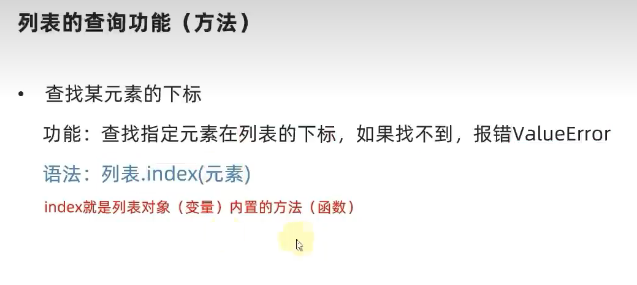 列表的查询功能（方法）
• 查找某元素的下标
功能：查找指定元素在列表的下标，如果找不到，报错ValueError
语法：列表.index(元素)
index就是列表对象（变量）内置的方法（函数）